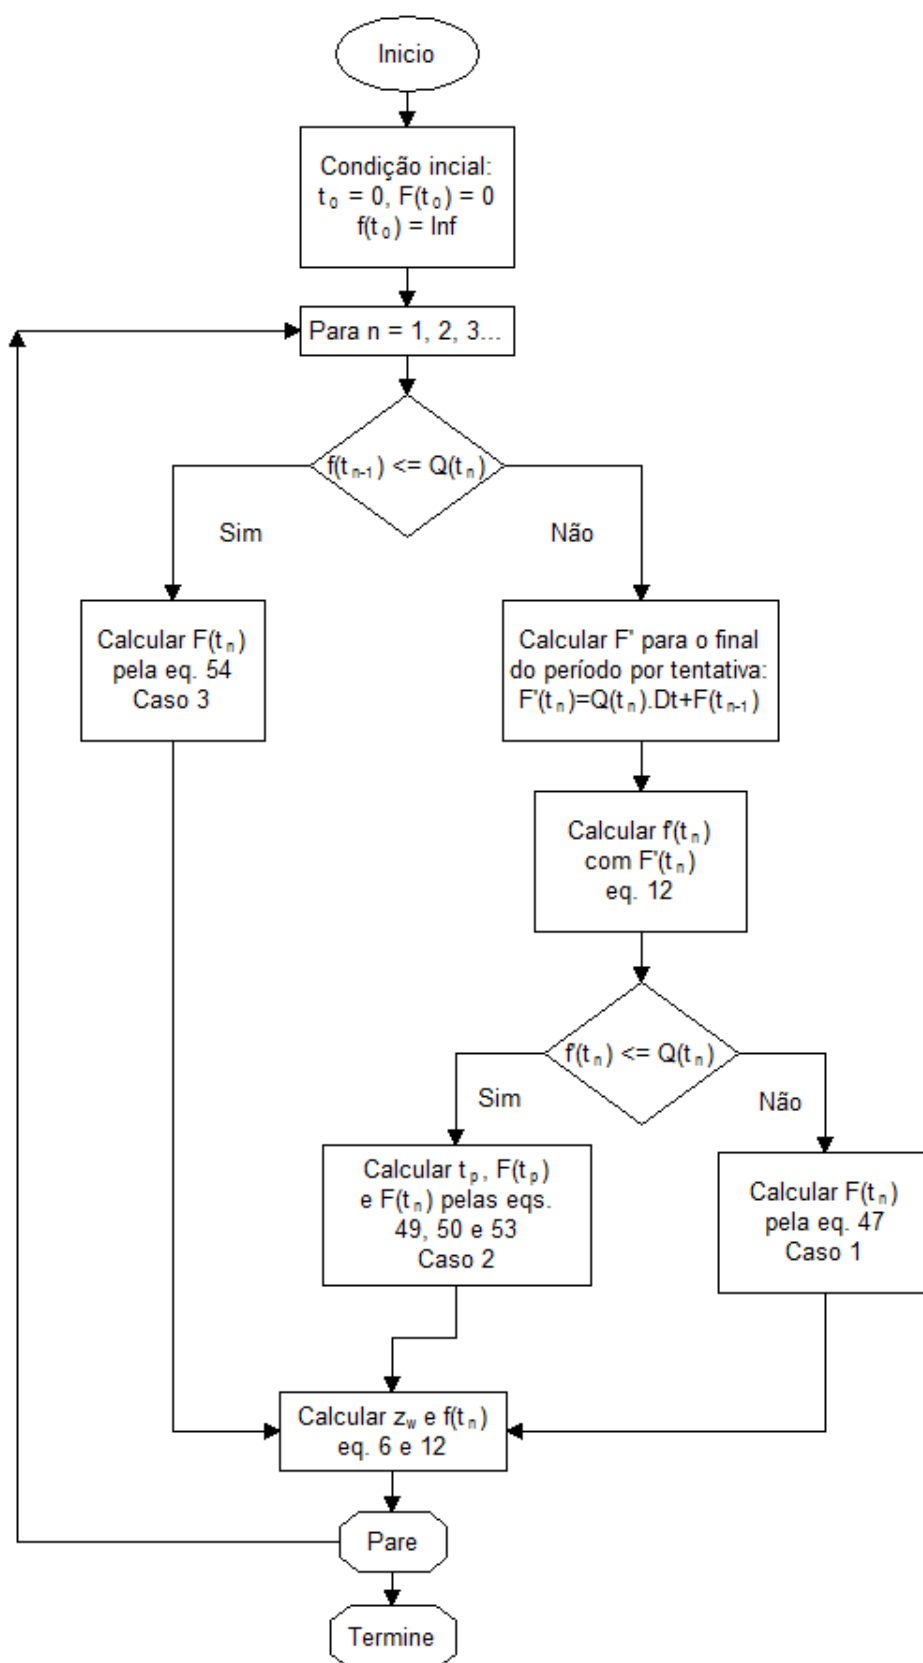 Inicio
Condição incial:
t₀ = 0, F(t₀) = 0
f(t₀) = Inf
Para n = 1, 2, 3...
f(tₙ₋₁) <= Q(tₙ)
Sim
Não
Calcular F(tₙ)
pela eq. 54
Caso 3
Calcular F' para o final
do período por tentativa:
F'(tₙ)=Q(tₙ).Dt+F(tₙ₋₁)
Calcular f'(tₙ)
com F'(tₙ)
eq. 12
f'(tₙ) <= Q(tₙ)
Sim
Não
Calcular tₚ, F(tₚ)
e F(tₙ) pelas eqs.
49, 50 e 53
Caso 2
Calcular F(tₙ)
pela eq. 47
Caso 1
Calcular z_w e f(tₙ)
eq. 6 e 12
Pare
Termine